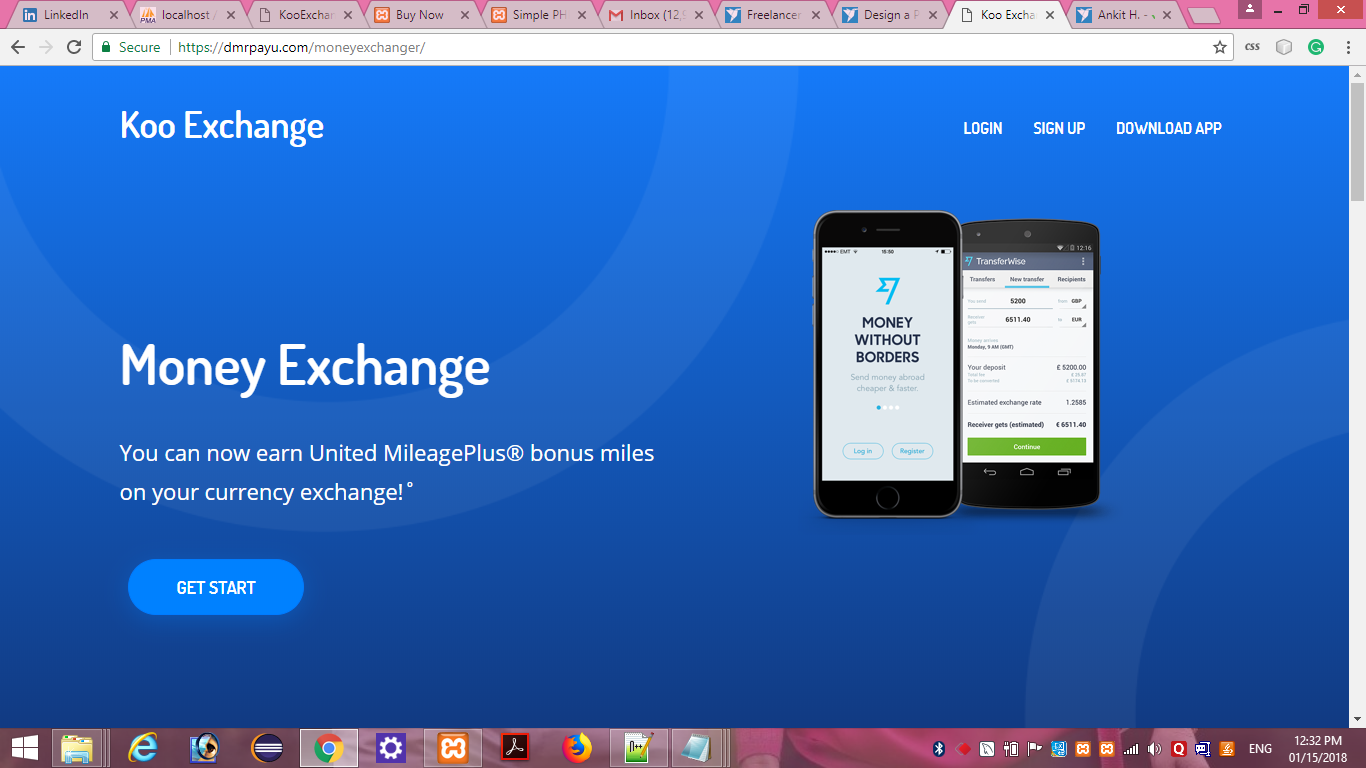 LinkedIn
localhost /
KooExchan
Buy Now
Simple PH
Inbox (12,9
Freelancer
Design a P
Koo Excha
Ankit H. -
Secure
https://dmrpayu.com/moneyexchanger/
css
Koo Exchange
LOGIN
SIGN UP
DOWNLOAD APP
Money Exchange
You can now earn United MileagePlus® bonus miles
on your currency exchange!°
GET START
EMT
15:50
MONEY
WITHOUT
BORDERS
Send money abroad
cheaper & faster.
Log in
Register
12:16
TransferWise
Transfers
New transfer
Recipients
You send
5200
from
GBP
Receiver
gets
6511.40
in
EUR
Money arrives
Monday, 9 AM (GMT)
Your deposit
£ 5200.00
Total fee
To be converted
Estimated exchange rate
1.2585
Receiver gets (estimated)
€ 6511.40
Continue
ENG
12:32 PM
01/15/2018